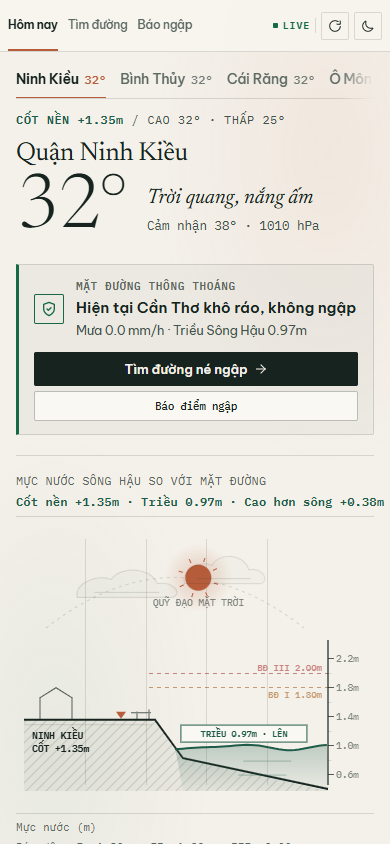 Hôm nay Tìm đường Báo ngập LIVE
Ninh Kiều 32° Bình Thủy 32° Cái Răng 32° Ô Môn
CỐT NỀN +1.35m / CAO 32° · THẤP 25°
Quận Ninh Kiều
32° Trời quang, nắng ấm
Cảm nhận 38° · 1010 hPa
MẶT ĐƯỜNG THÔNG THOÁNG
Hiện tại Cần Thơ khô ráo, không ngập
Mưa 0.0 mm/h · Triều Sông Hậu 0.97m
Tìm đường né ngập →
Báo điểm ngập
MỰC NƯỚC SÔNG HẬU SO VỚI MẶT ĐƯỜNG
Cốt nền +1.35m · Triều 0.97m · Cao hơn sông +0.38m
QUỸ ĐẠO MẶT TRỜI
2.2m
BĐ III 2.00m
1.8m
BĐ I 1.80m
1.4m
NINH KIỀU
CỐT +1.35m
TRIỀU 0.97m · LÊN
1.0m
0.6m
Mực nước (m)